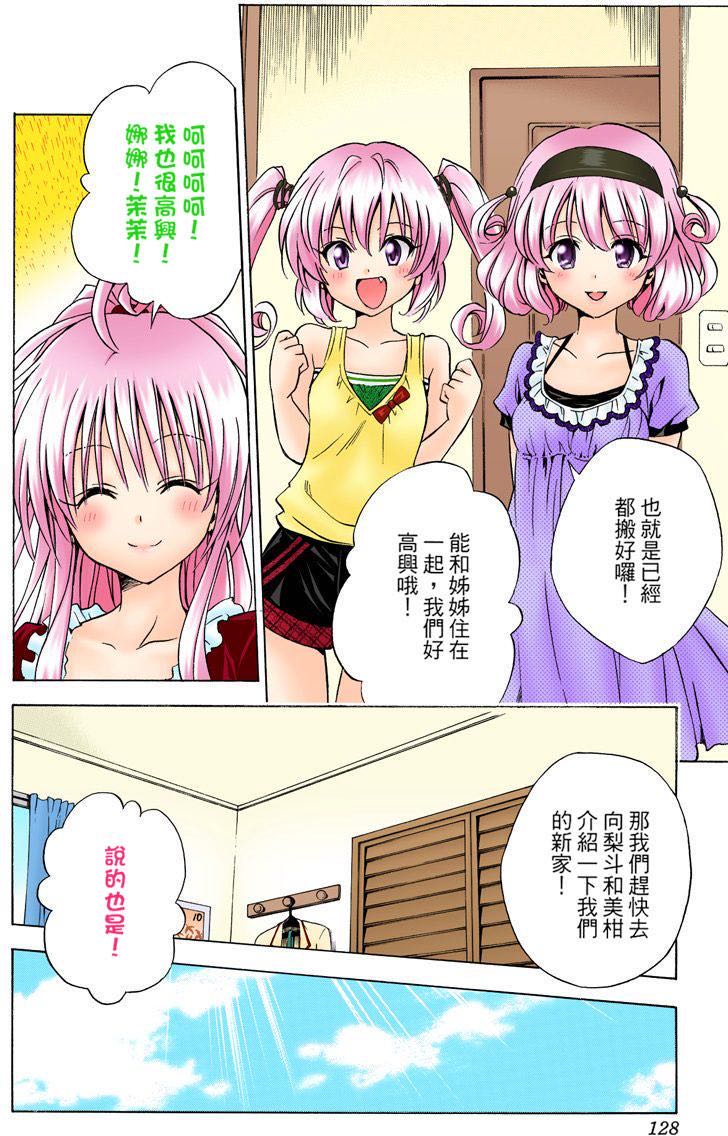 也就是已經
都搬好囉！
能和姊姊住在
一起，我們好
高興哦！
呵呵呵呵！
我也很高興！
娜娜！茉茉！
那我們趕快去
向梨斗和美柑
介紹一下我們
的新家！
10
說的也是！
128